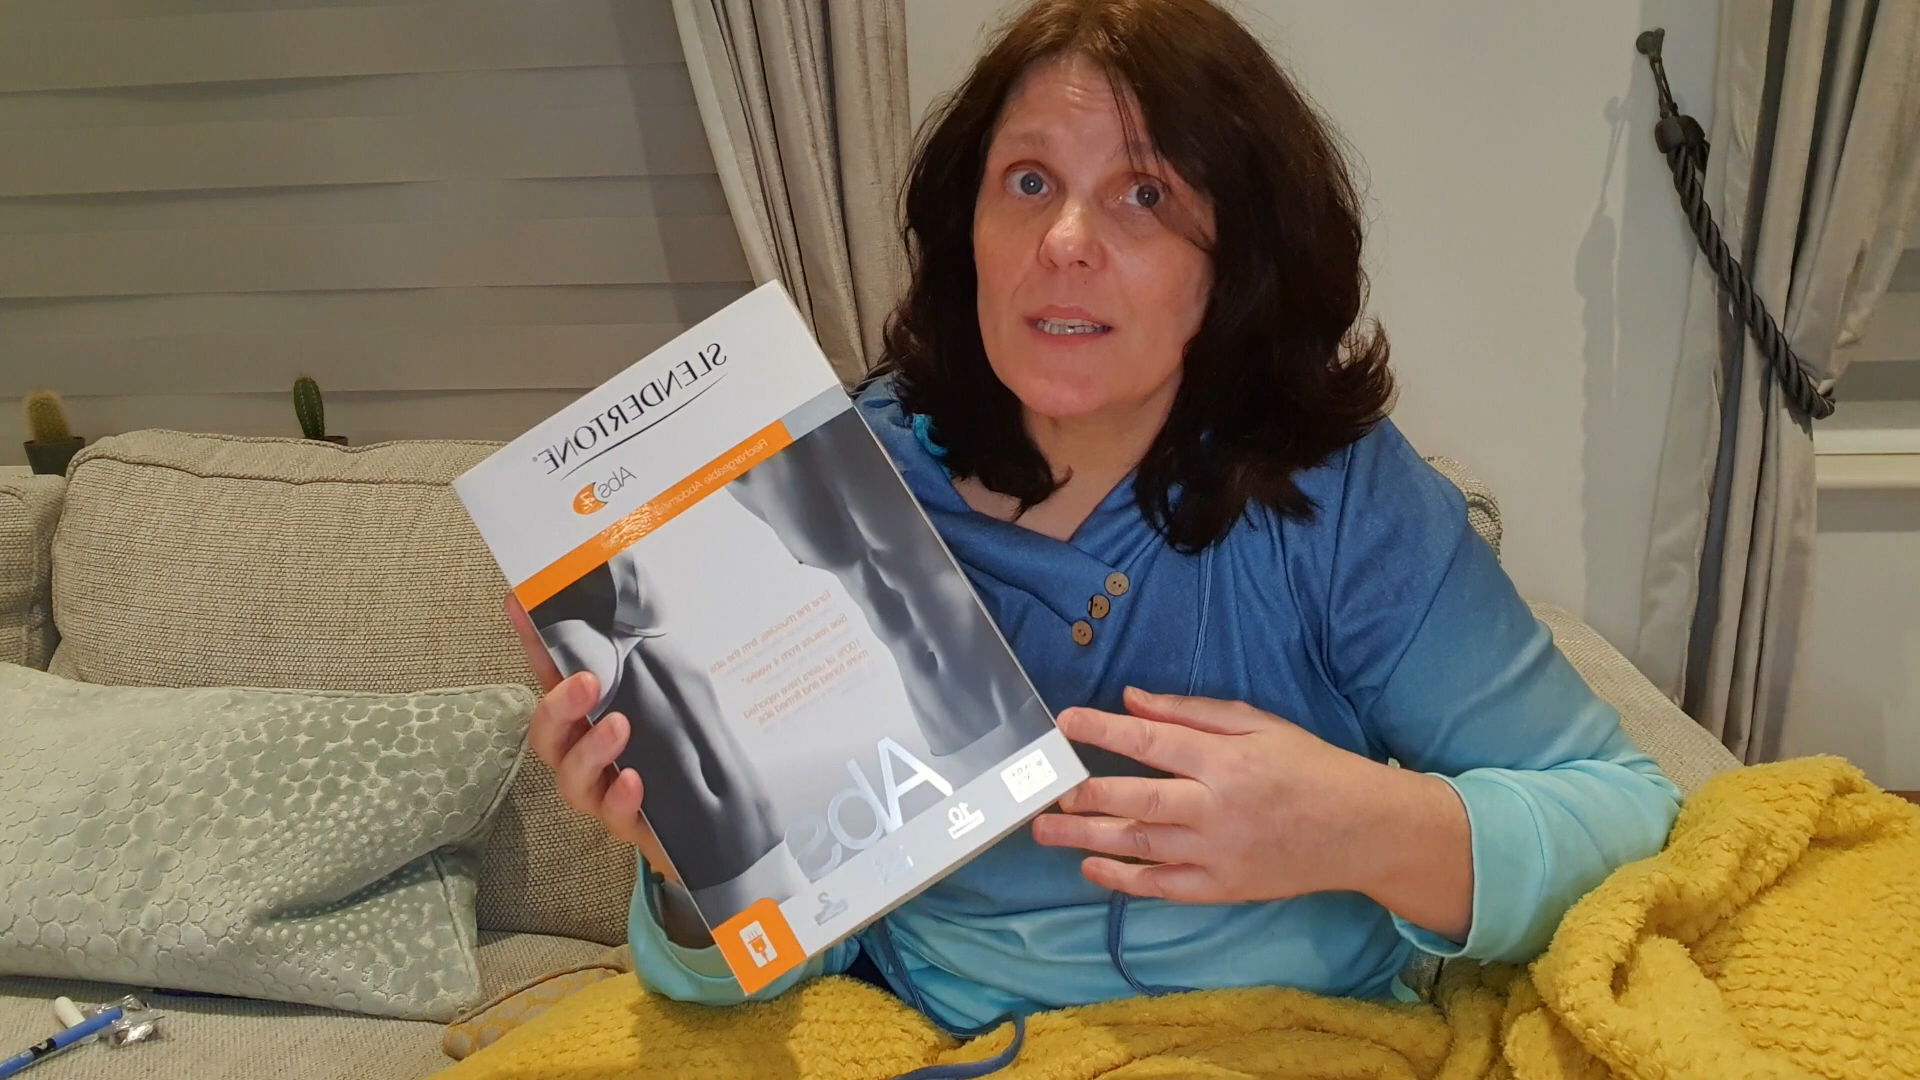 SLENDERTONE®
Abs
Rechargeable Abdominal
Tone the muscles, firm the abs
See results from 4 weeks*
100% of users have reported
more toned and firmed abs
Abs
10
2